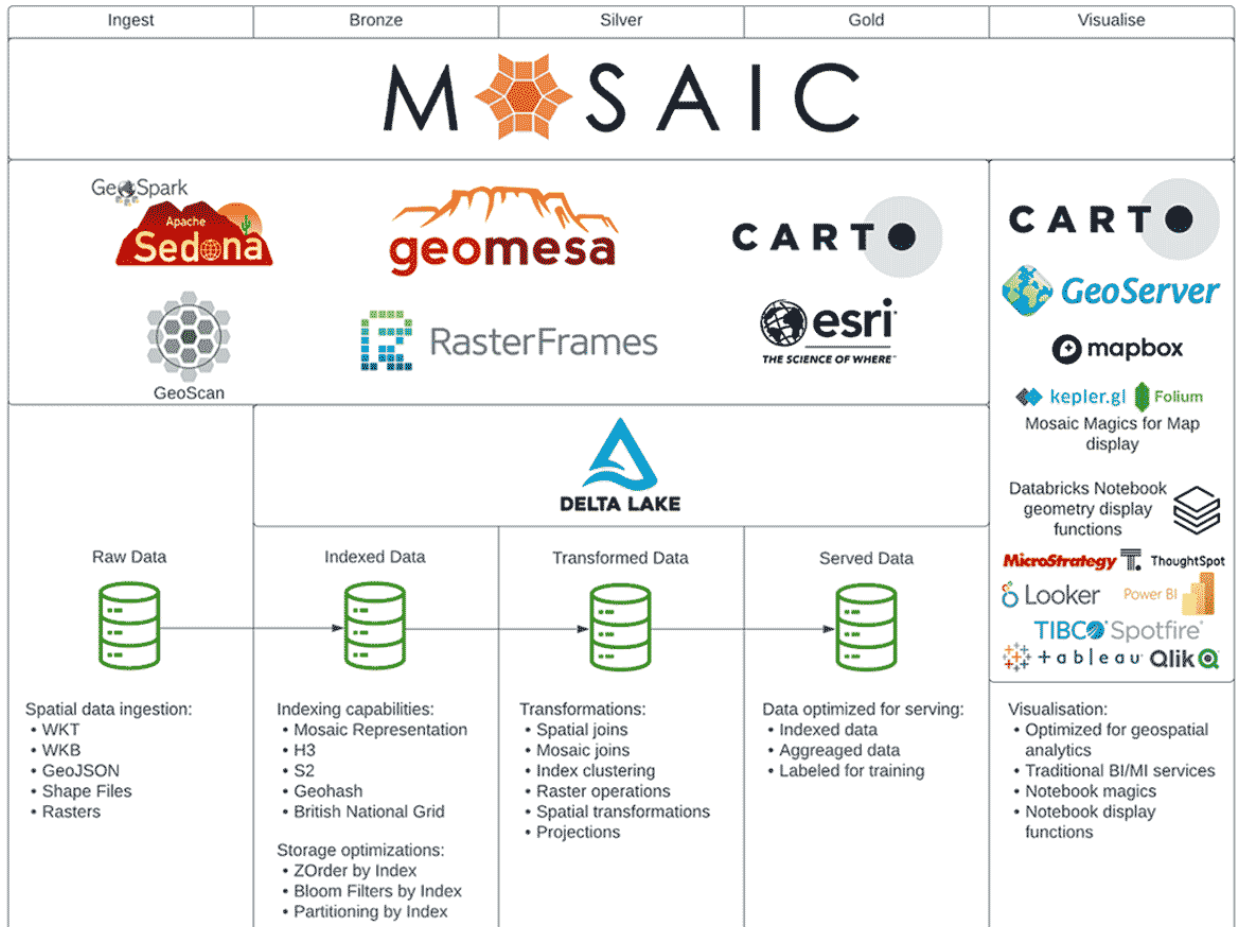 Ingest
Bronze
Silver
Gold
Visualise
MOSAIC
GeoSpark
Apache
Sedona
geomesa
CARTO
CARTO
GeoServer
GeoScan
RasterFrames
esri
THE SCIENCE OF WHERE
mapbox
kepler.gl
Folium
Mosaic Magics for Map
display
DELTA LAKE
Databricks Notebook
geometry display
functions
MicroStrategy
ThoughtSpot
Looker
Power BI
TIBCO Spotfire
+ableau
Qlik
Raw Data
Indexed Data
Transformed Data
Served Data
Spatial data ingestion:
• WKT
• WKB
• GeoJSON
• Shape Files
• Rasters
Indexing capabilities:
• Mosaic Representation
• H3
• S2
• Geohash
• British National Grid
Storage optimizations:
• ZOrder by Index
• Bloom Filters by Index
• Partitioning by Index
Transformations:
• Spatial joins
• Mosaic joins
• Index clustering
• Raster operations
• Spatial transformations
• Projections
Data optimized for serving:
• Indexed data
• Aggreaged data
• Labeled for training
Visualisation:
• Optimized for geospatial
analytics
• Traditional BI/MI services
• Notebook magics
• Notebook display
functions